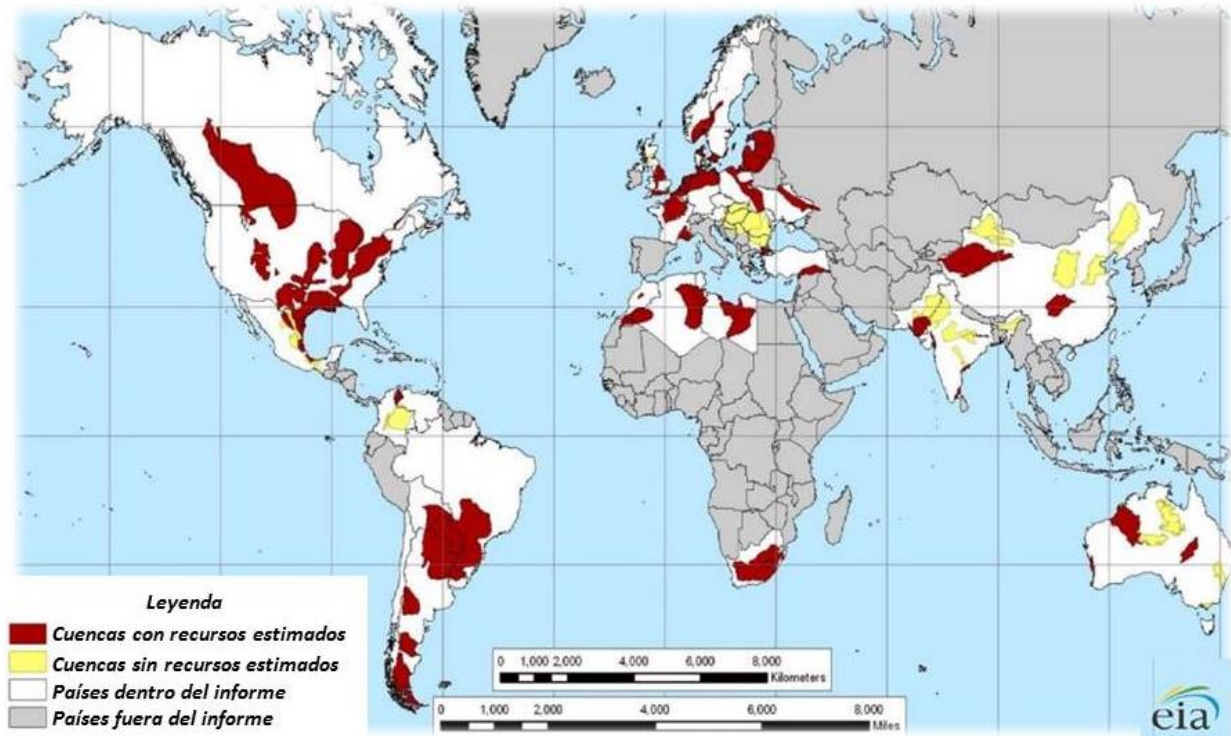 Leyenda
Cuencas con recursos estimados
Cuencas sin recursos estimados
Países dentro del informe
Países fuera del informe
0 1,000 2,000 4,000 6,000 8,000
Kilometers
0 1,000 2,000 4,000 6,000 8,000
Miles
eia